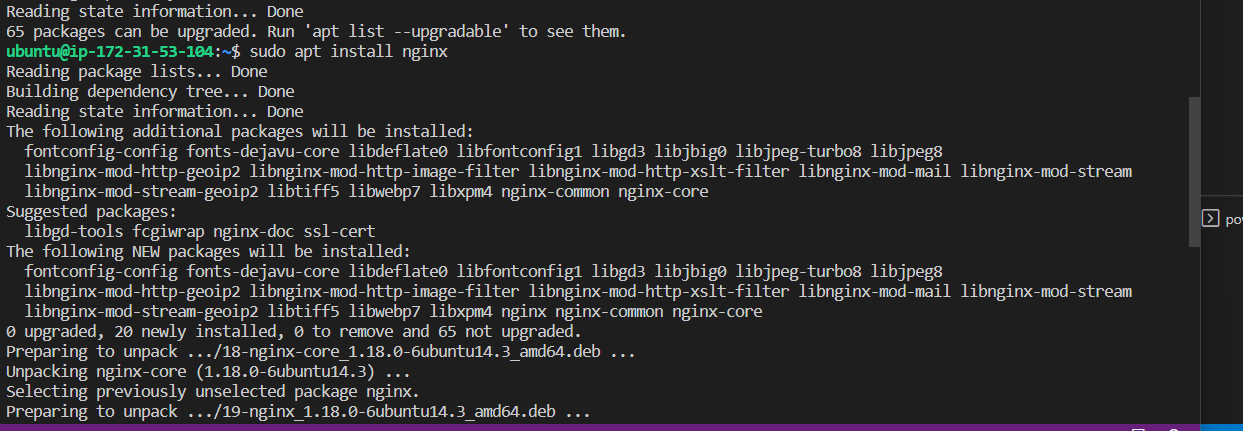 Reading state information... Done
65 packages can be upgraded. Run 'apt list --upgradable' to see them.
ubuntu@ip-172-31-53-104:~$ sudo apt install nginx
Reading package lists... Done
Building dependency tree... Done
Reading state information... Done
The following additional packages will be installed:
  fontconfig-config fonts-dejavu-core libdeflate0 libfontconfig1 libgd3 libjbig0 libjpeg-turbo8 libjpeg8
  libnginx-mod-http-geoip2 libnginx-mod-http-image-filter libnginx-mod-http-xslt-filter libnginx-mod-mail libnginx-mod-stream
  libnginx-mod-stream-geoip2 libtiff5 libwebp7 libxpm4 nginx-common nginx-core
Suggested packages:
  libgd-tools fcgiwrap nginx-doc ssl-cert
The following NEW packages will be installed:
  fontconfig-config fonts-dejavu-core libdeflate0 libfontconfig1 libgd3 libjbig0 libjpeg-turbo8 libjpeg8
  libnginx-mod-http-geoip2 libnginx-mod-http-image-filter libnginx-mod-http-xslt-filter libnginx-mod-mail libnginx-mod-stream
  libnginx-mod-stream-geoip2 libtiff5 libwebp7 libxpm4 nginx nginx-common nginx-core
0 upgraded, 20 newly installed, 0 to remove and 65 not upgraded.
Preparing to unpack .../18-nginx-core_1.18.0-6ubuntu14.3_amd64.deb ...
Unpacking nginx-core (1.18.0-6ubuntu14.3) ...
Selecting previously unselected package nginx.
Preparing to unpack .../19-nginx_1.18.0-6ubuntu14.3_amd64.deb ...